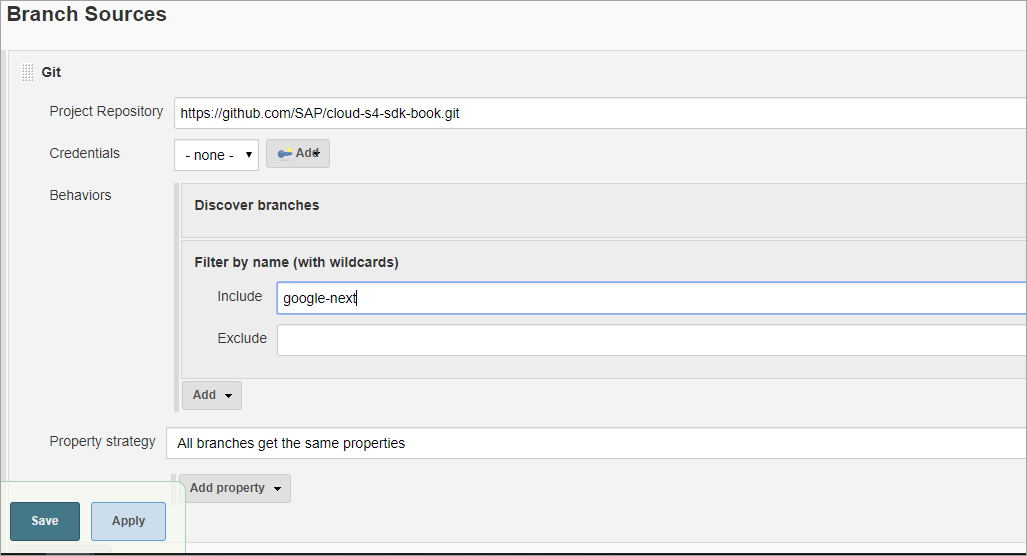 Branch Sources
Git
Project Repository https://github.com/SAP/cloud-s4-sdk-book.git
Credentials - none - Add
Behaviors
Discover branches
Filter by name (with wildcards)
Include google-next
Exclude
Add
Property strategy All branches get the same properties
Add property
Save Apply